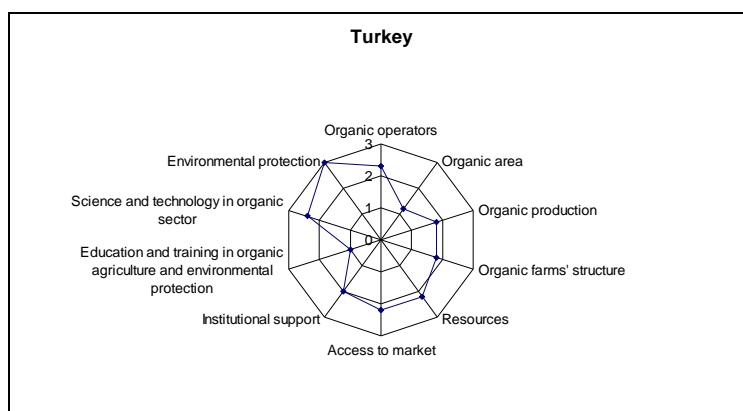 Turkey
Organic operators
3
Environmental protection
Organic area
2
Science and technology in organic
sector
Organic production
1
0
Education and training in organic
agriculture and environmental
protection
Organic farms' structure
Institutional support
Resources
Access to market